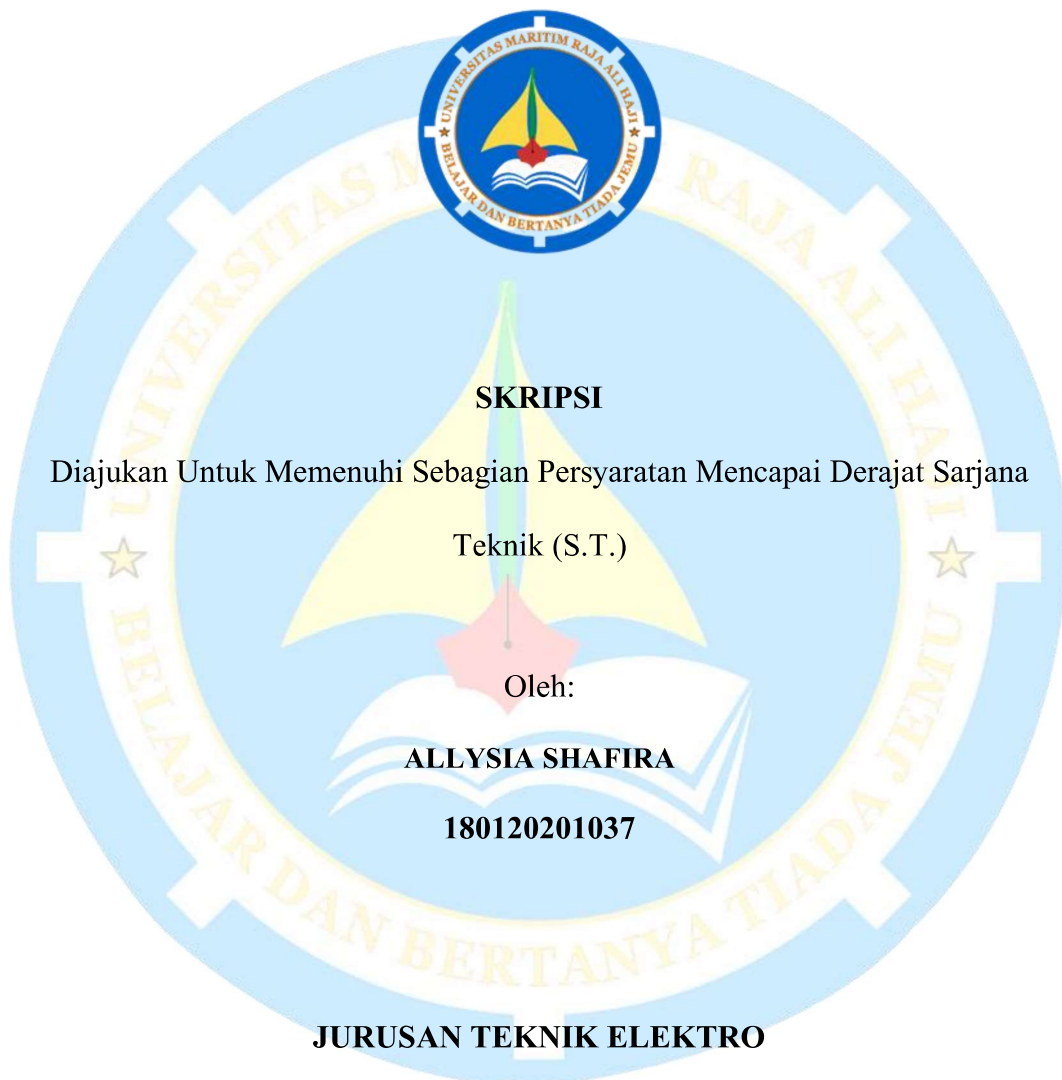 UNIVERSITAS MARITIM RAJA ALI HAJI
BELAJAR DAN BERTANYA TIADA JEMU
SKRIPSI
Diajukan Untuk Memenuhi Sebagian Persyaratan Mencapai Derajat Sarjana
Teknik (S.T.)
Oleh:
ALLYSIA SHAFIRA
180120201037
JURUSAN TEKNIK ELEKTRO